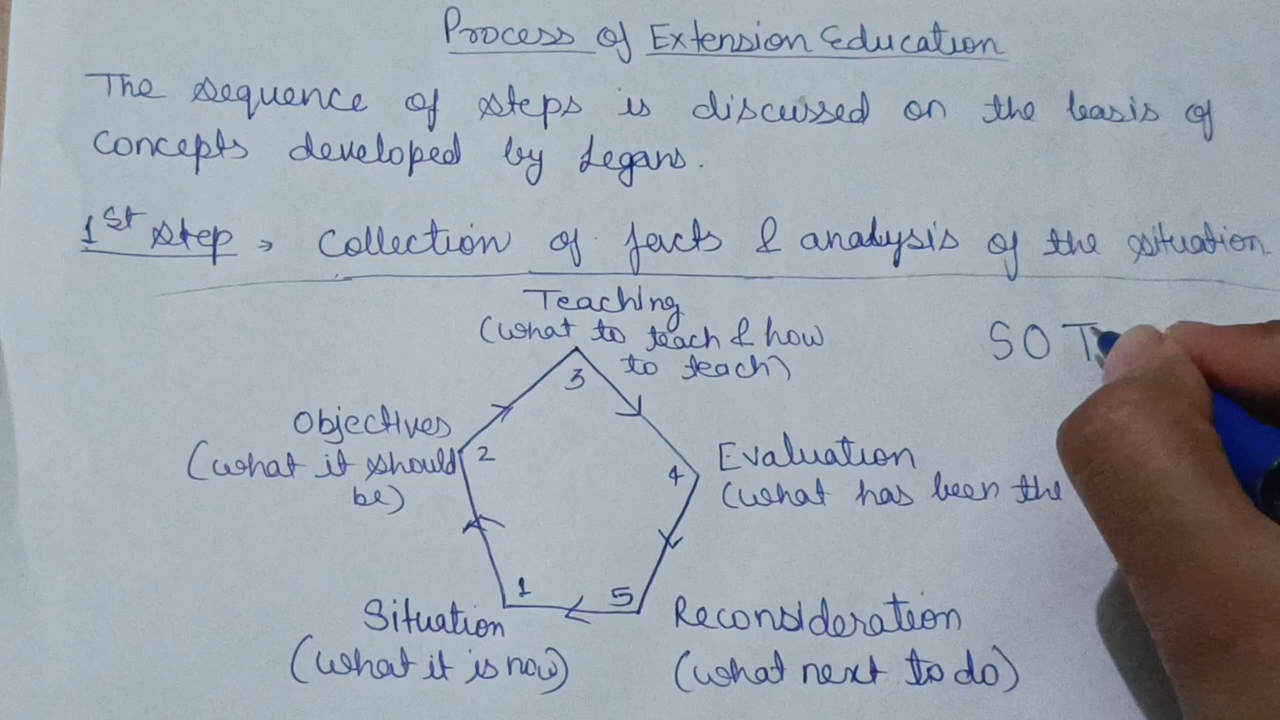 Process of Extension Education
The sequence of steps is discussed on the basis of
concepts developed by Legans.
1st step → Collection of facts & analysis of the situation.
Teaching
(what to teach & how
to teach)
3
SOT
Objectives
(what it should
be)
2
4
Evaluation
(what has been the
1
5
Situation
(what it is now)
Reconsideration
(what next to do)